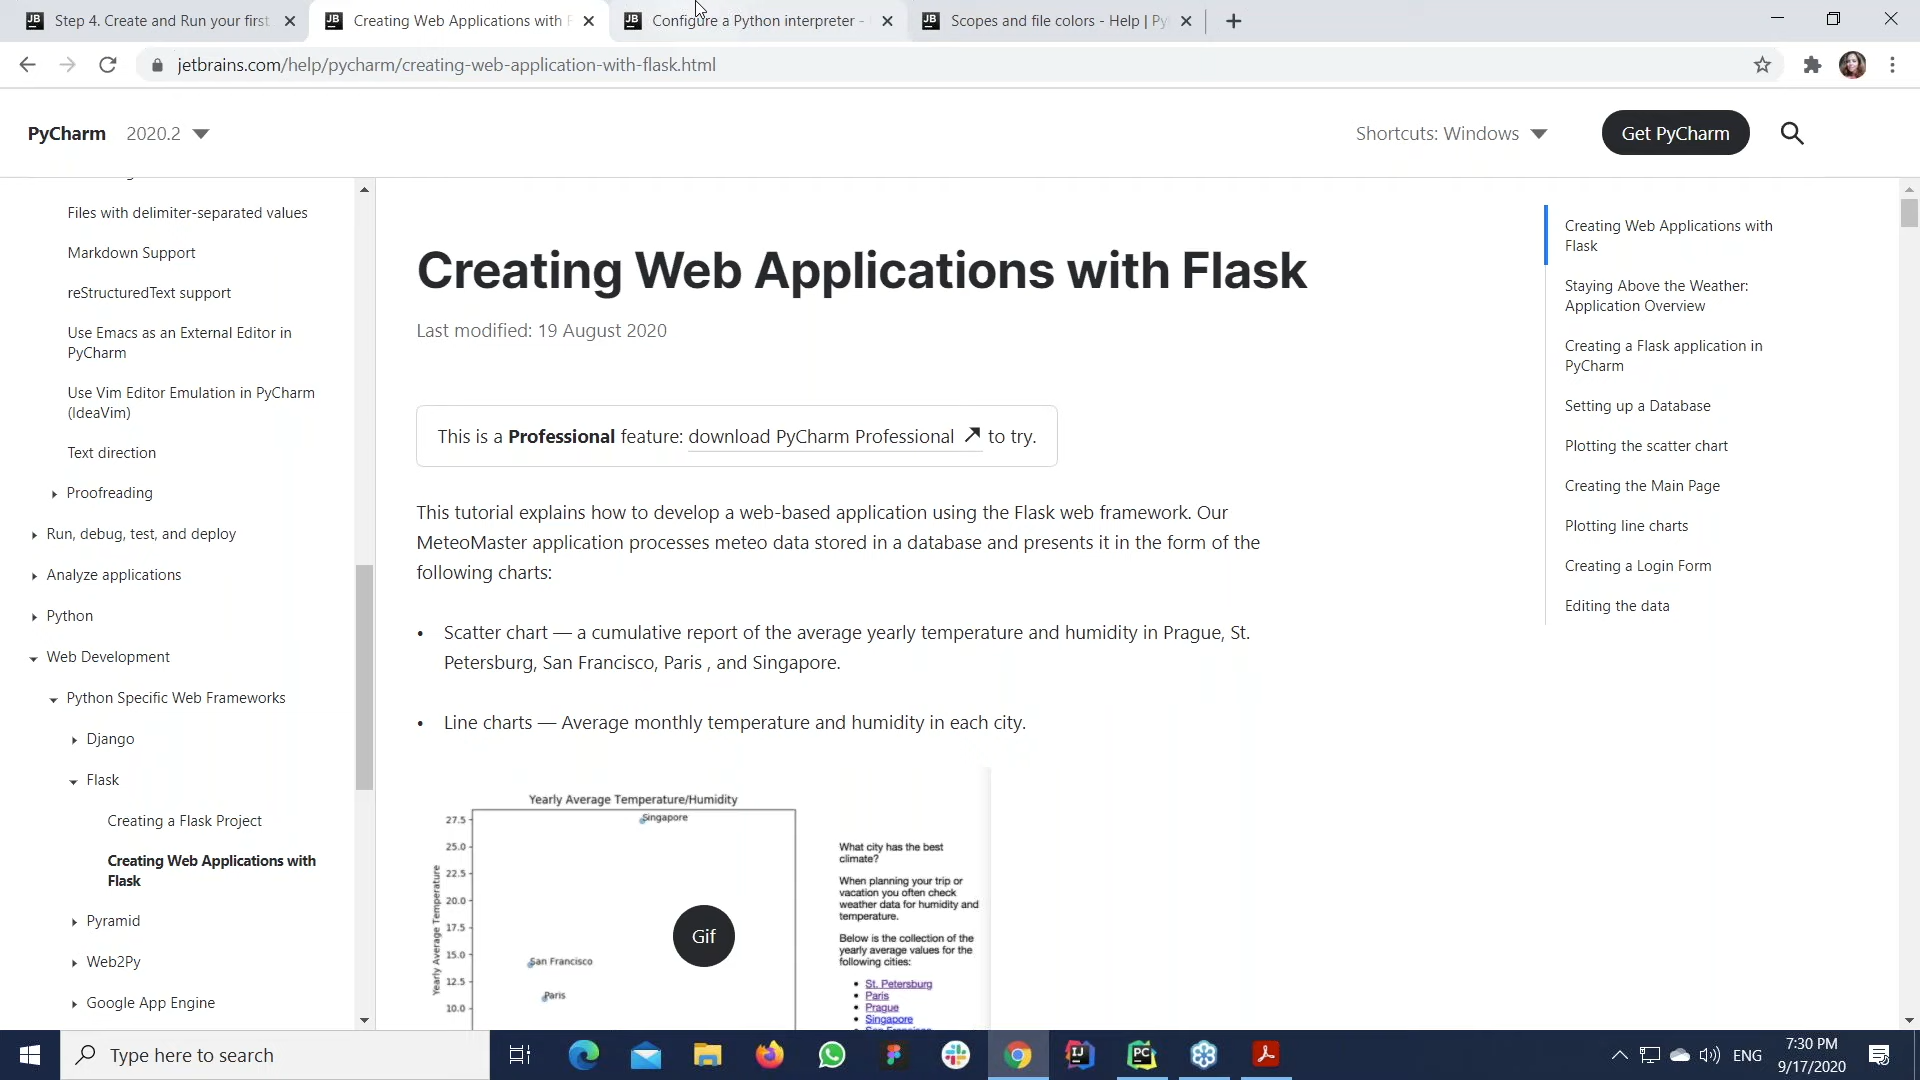 Step 4. Create and Run your first
Creating Web Applications with F
Configure a Python interpreter -
Scopes and file colors - Help | Py
jetbrains.com/help/pycharm/creating-web-application-with-flask.html
PyCharm 2020.2
Shortcuts: Windows
Get PyCharm
Files with delimiter-separated values
Markdown Support
reStructuredText support
Use Emacs as an External Editor in
PyCharm
Use Vim Editor Emulation in PyCharm
(IdeaVim)
Text direction
Proofreading
Run, debug, test, and deploy
Analyze applications
Python
Web Development
Python Specific Web Frameworks
Django
Flask
Creating a Flask Project
Creating Web Applications with
Flask
Pyramid
Web2Py
Google App Engine
Creating Web Applications with Flask
Last modified: 19 August 2020
This is a Professional feature: download PyCharm Professional to try.
This tutorial explains how to develop a web-based application using the Flask web framework. Our
MeteoMaster application processes meteo data stored in a database and presents it in the form of the
following charts:
• Scatter chart — a cumulative report of the average yearly temperature and humidity in Prague, St.
Petersburg, San Francisco, Paris , and Singapore.
• Line charts — Average monthly temperature and humidity in each city.
Yearly Average Temperature/Humidity
Yearly Average Temperature
27.5
25.0
22.5
20.0
17.5
15.0
12.5
10.0
Singapore
San Francisco
Paris
Gif
What city has the best
climate?
When planning your trip or
vacation you often check
weather data for humidity and
temperature.
Below is the collection of the
yearly average values for the
following cities:
• St. Petersburg
• Paris
• Prague
• Singapore
• San Francisco
Creating Web Applications with
Flask
Staying Above the Weather:
Application Overview
Creating a Flask application in
PyCharm
Setting up a Database
Plotting the scatter chart
Creating the Main Page
Plotting line charts
Creating a Login Form
Editing the data
Type here to search
ENG
7:30 PM
9/17/2020